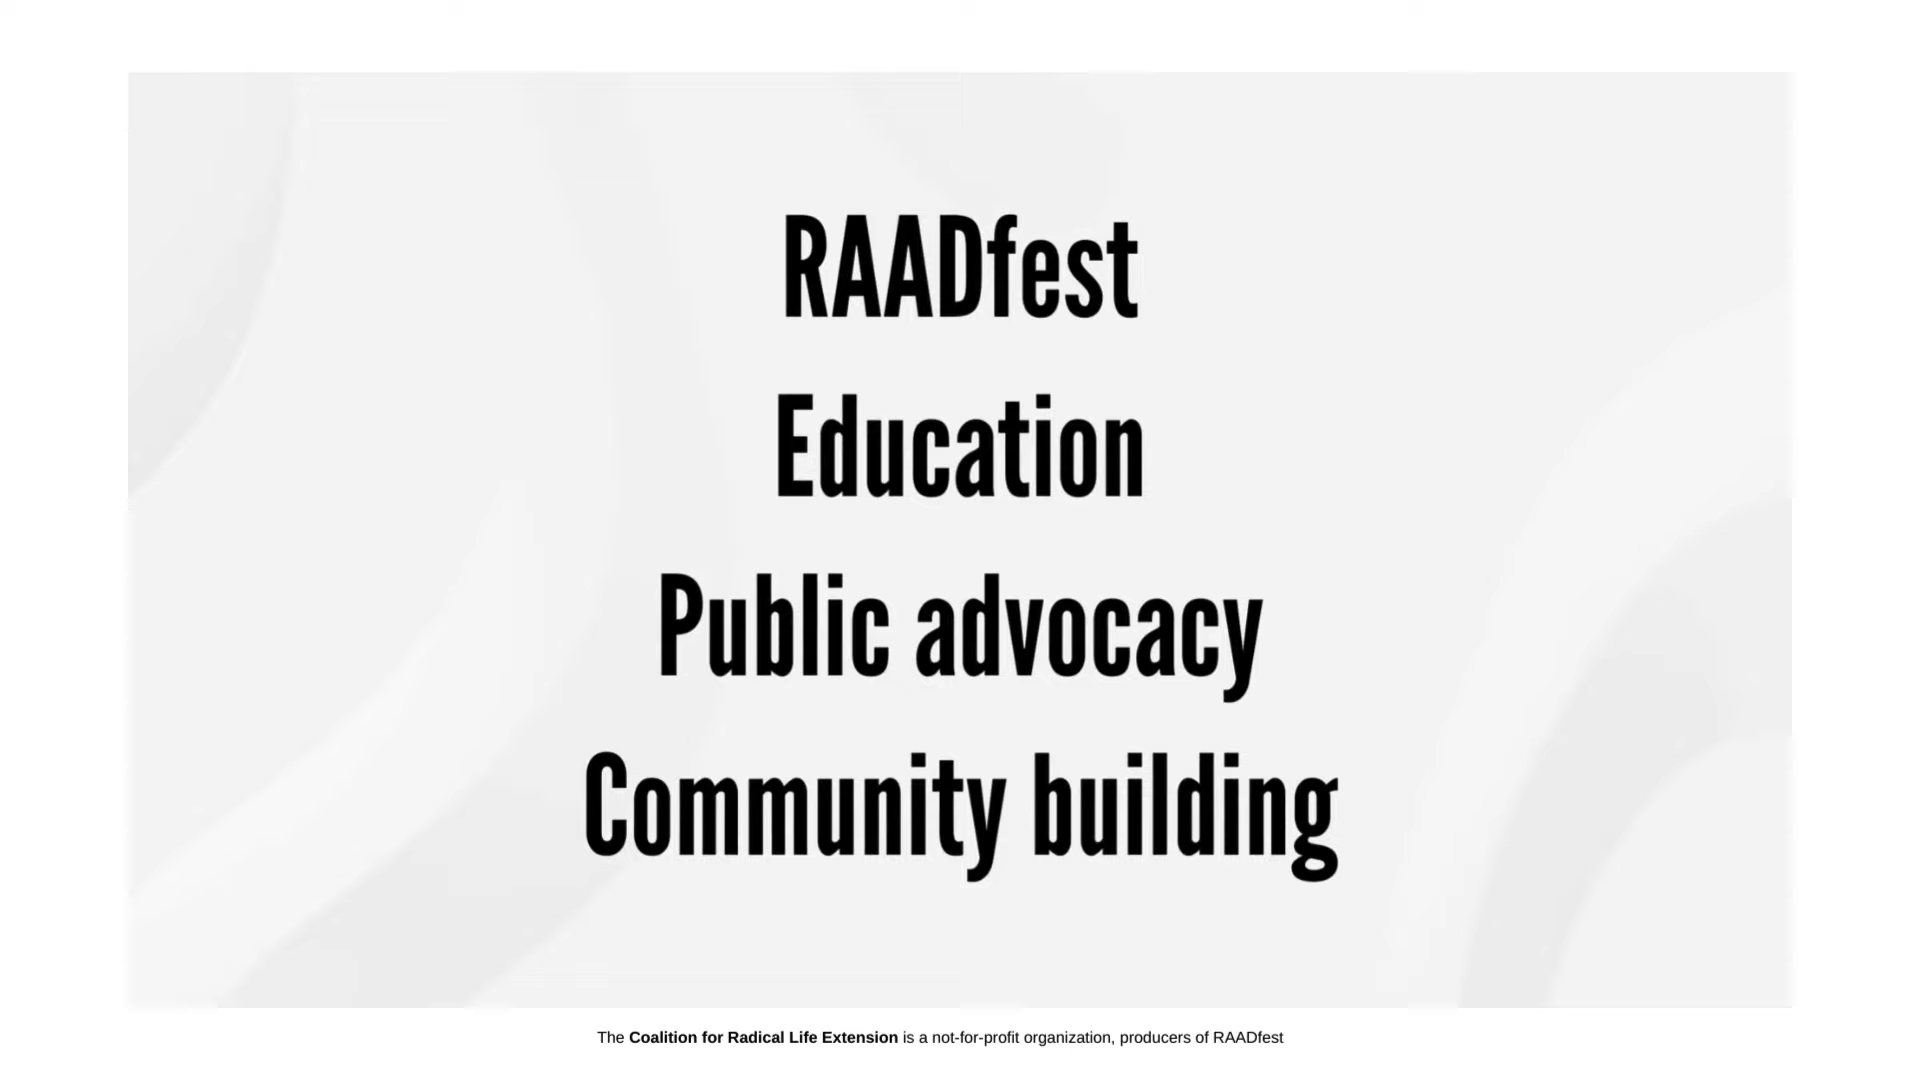 RAADfest
Education
Public advocacy
Community building
The Coalition for Radical Life Extension is a not-for-profit organization, producers of RAADfest